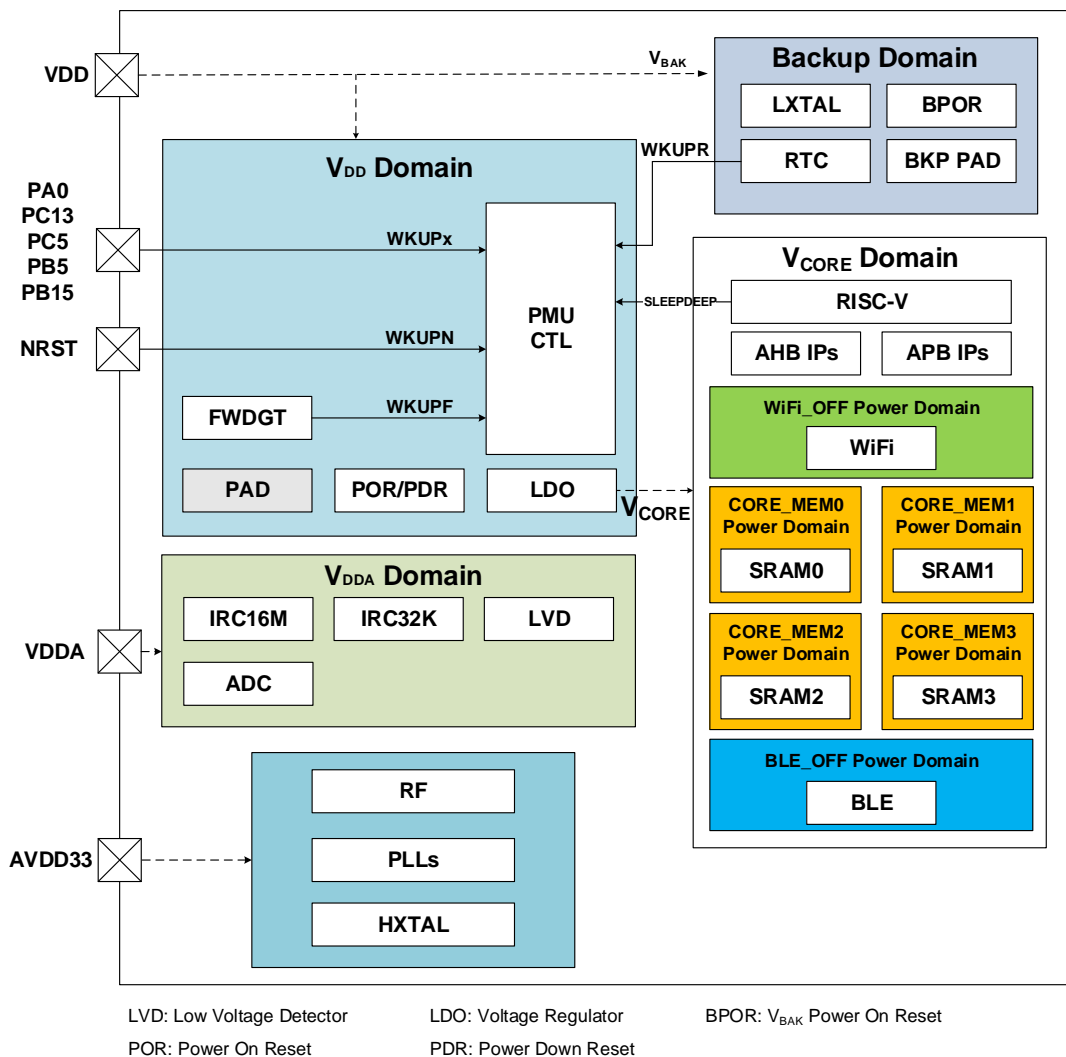 VDD
VBAK
Backup Domain
LXTAL
BPOR
RTC
BKP PAD
WKUPR
VDD Domain
PA0
PC13
PC5
PB5
PB15
WKUPx
PMU
CTL
NRST
WKUPN
FWDGT
WKUPF
PAD
POR/PDR
LDO
VCORE
VCORE Domain
SLEEPDEEP
RISC-V
AHB IPs
APB IPs
WiFi_OFF Power Domain
WiFi
CORE_MEM0
Power Domain
SRAM0
CORE_MEM1
Power Domain
SRAM1
CORE_MEM2
Power Domain
SRAM2
CORE_MEM3
Power Domain
SRAM3
BLE_OFF Power Domain
BLE
VDDA Domain
IRC16M
IRC32K
LVD
VDDA
ADC
RF
AVDD33
PLLs
HXTAL
LVD: Low Voltage Detector
LDO: Voltage Regulator
BPOR: VBAK Power On Reset
POR: Power On Reset
PDR: Power Down Reset